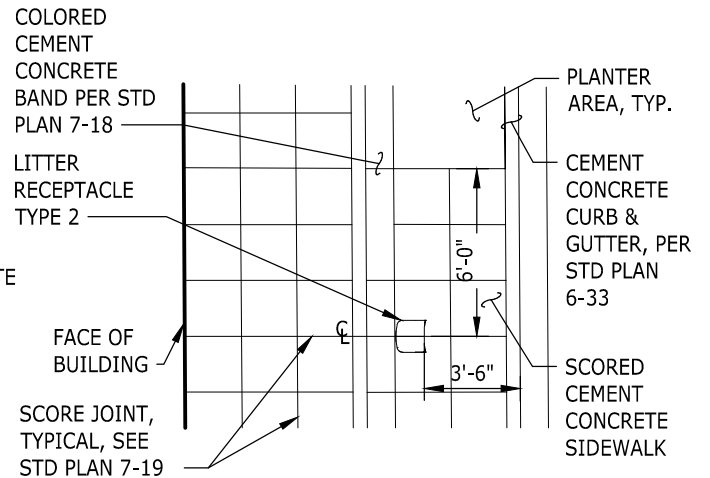 COLORED
CEMENT
CONCRETE
BAND PER STD
PLAN 7-18
LITTER
RECEPTACLE
TYPE 2
TE
FACE OF
BUILDING
SCORE JOINT,
TYPICAL, SEE
STD PLAN 7-19
℄
6'-0"
3'-6"
PLANTER
AREA, TYP.
CEMENT
CONCRETE
CURB &
GUTTER, PER
STD PLAN
6-33
SCORED
CEMENT
CONCRETE
SIDEWALK